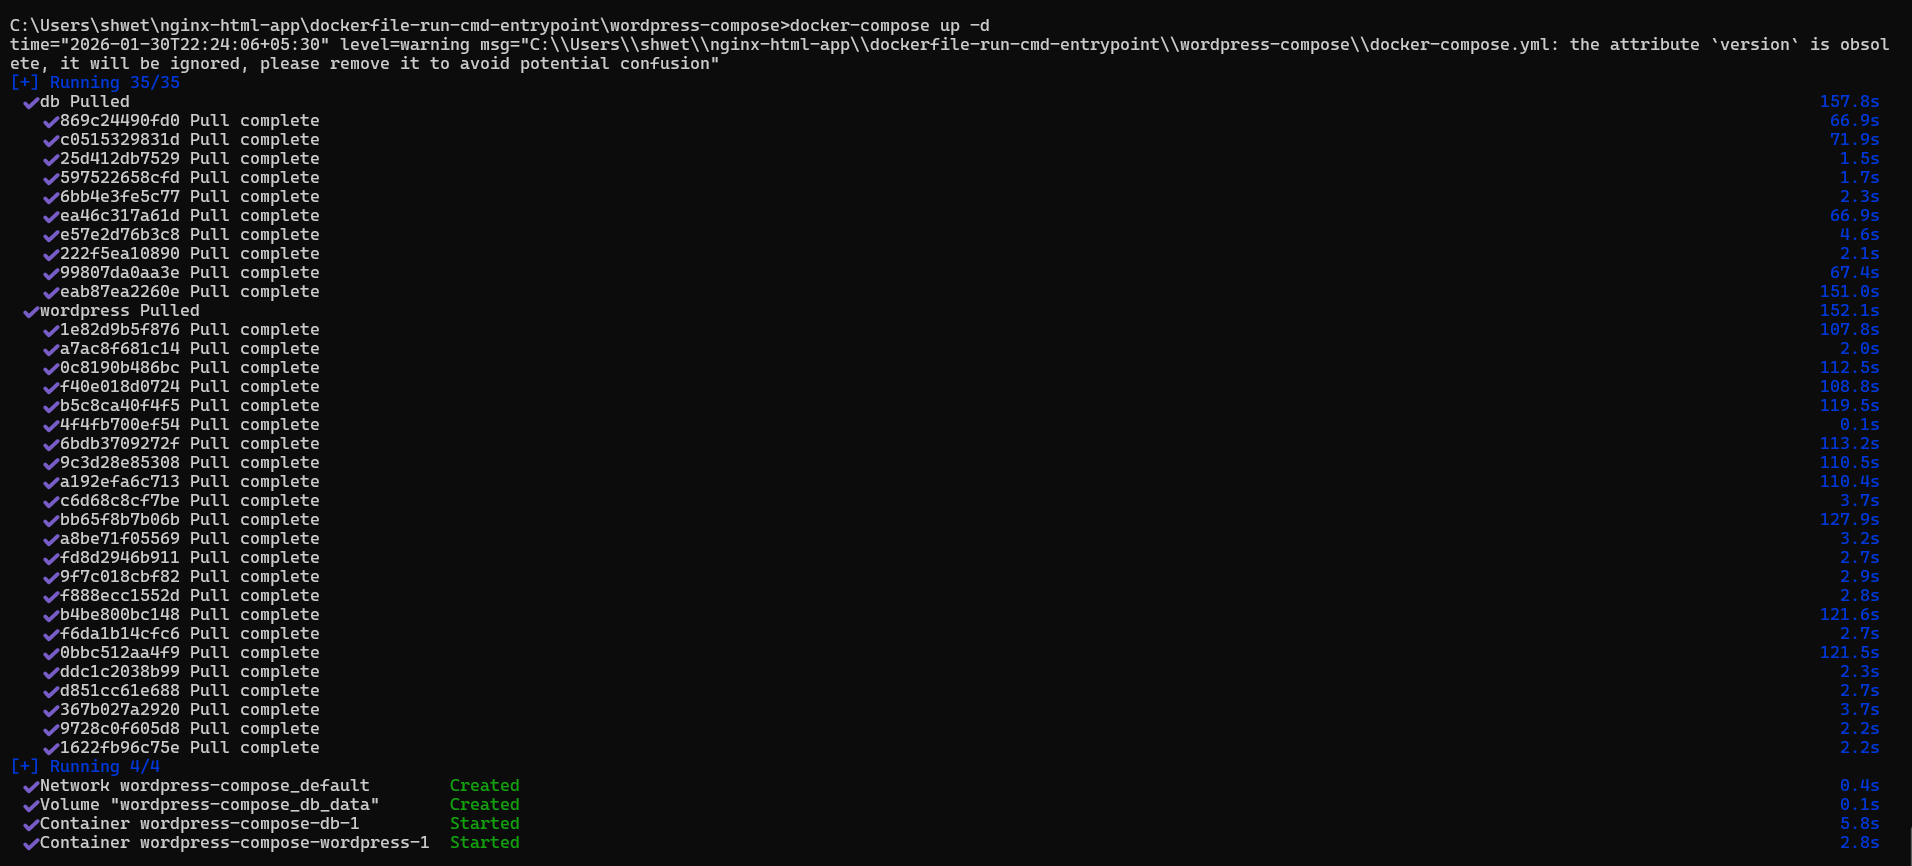 C:\Users\shwet\nginx-html-app\dockerfile-run-cmd-entrypoint\wordpress-compose>docker-compose up -d
time="2026-01-30T22:24:06+05:30" level=warning msg="C:\\Users\\shwet\\nginx-html-app\\dockerfile-run-cmd-entrypoint\\wordpress-compose\\docker-compose.yml: the attribute `version` is obsol
ete, it will be ignored, please remove it to avoid potential confusion"
[+] Running 35/35
✔db Pulled 157.8s
✔869c24490fd0 Pull complete 66.9s
✔c0515329831d Pull complete 71.9s
✔25d412db7529 Pull complete 1.5s
✔597522658cfd Pull complete 1.7s
✔6bb4e3fe5c77 Pull complete 2.3s
✔ea46c317a61d Pull complete 66.9s
✔e57e2d76b3c8 Pull complete 4.6s
✔222f5ea10890 Pull complete 2.1s
✔99807da0aa3e Pull complete 67.4s
✔eab87ea2260e Pull complete 151.0s
✔wordpress Pulled 152.1s
✔1e82d9b5f876 Pull complete 107.8s
✔a7ac8f681c14 Pull complete 2.0s
✔0c8190b486bc Pull complete 112.5s
✔f40e018d0724 Pull complete 108.8s
✔b5c8ca40f4f5 Pull complete 119.5s
✔4f4fb700ef54 Pull complete 0.1s
✔6bdb3709272f Pull complete 113.2s
✔9c3d28e85308 Pull complete 110.5s
✔a192efa6c713 Pull complete 110.4s
✔c6d68c8cf7be Pull complete 3.7s
✔bb65f8b7b06b Pull complete 127.9s
✔a8be71f05569 Pull complete 3.2s
✔fd8d2946b911 Pull complete 2.7s
✔9f7c018cbf82 Pull complete 2.9s
✔f888ecc1552d Pull complete 2.8s
✔b4be800bc148 Pull complete 121.6s
✔f6da1b14cfc6 Pull complete 2.7s
✔0bbc512aa4f9 Pull complete 121.5s
✔ddc1c2038b99 Pull complete 2.3s
✔d851cc61e688 Pull complete 2.7s
✔367b027a2920 Pull complete 3.7s
✔9728c0f605d8 Pull complete 2.2s
✔1622fb96c75e Pull complete 2.2s
[+] Running 4/4
✔Network wordpress-compose_default Created 0.4s
✔Volume "wordpress-compose_db_data" Created 0.1s
✔Container wordpress-compose-db-1 Started 5.8s
✔Container wordpress-compose-wordpress-1 Started 2.8s